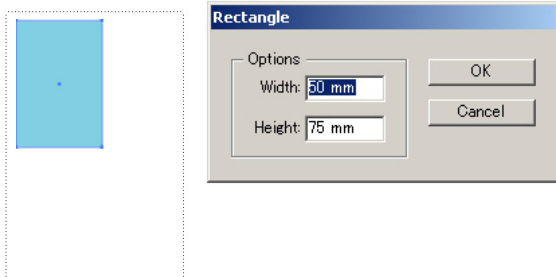 Rectangle
Options
Width: 50 mm
Height: 75 mm
OK
Cancel